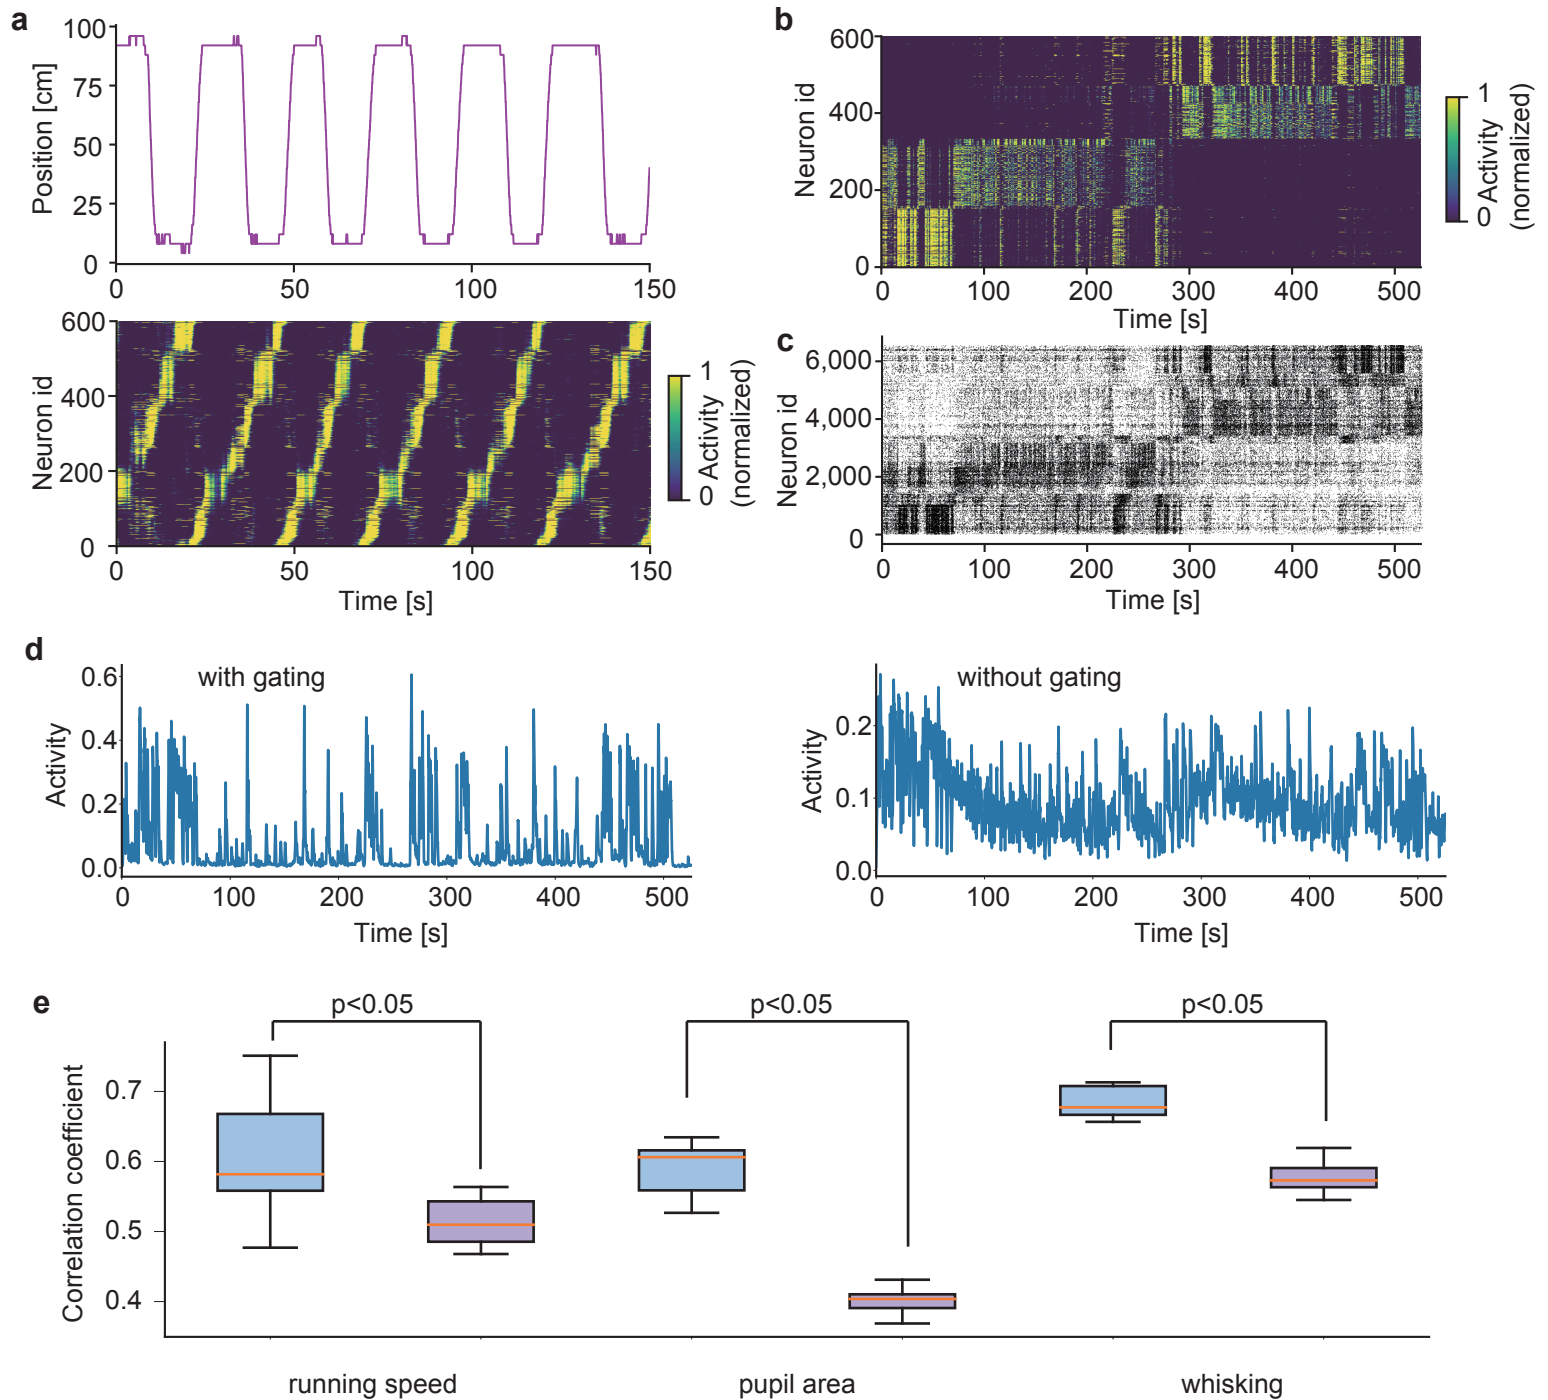 a
Position [cm]
100
75
50
25
0
0 50 100 150
Neuron id
600
400
200
0
0 50 100 150
Time [s]
1
0
Activity
(normalized)
b
Neuron id
600
400
200
0
0 100 200 300 400 500
Time [s]
1
0
Activity
(normalized)
c
Neuron id
6,000
4,000
2,000
0
0 100 200 300 400 500
Time [s]
d
with gating
Activity
0.6
0.4
0.2
0.0
0 100 200 300 400 500
Time [s]
without gating
Activity
0.2
0.1
0.0
0 100 200 300 400 500
Time [s]
e
p<0.05 p<0.05 p<0.05
Correlation coefficient
0.7
0.6
0.5
0.4
running speed pupil area whisking